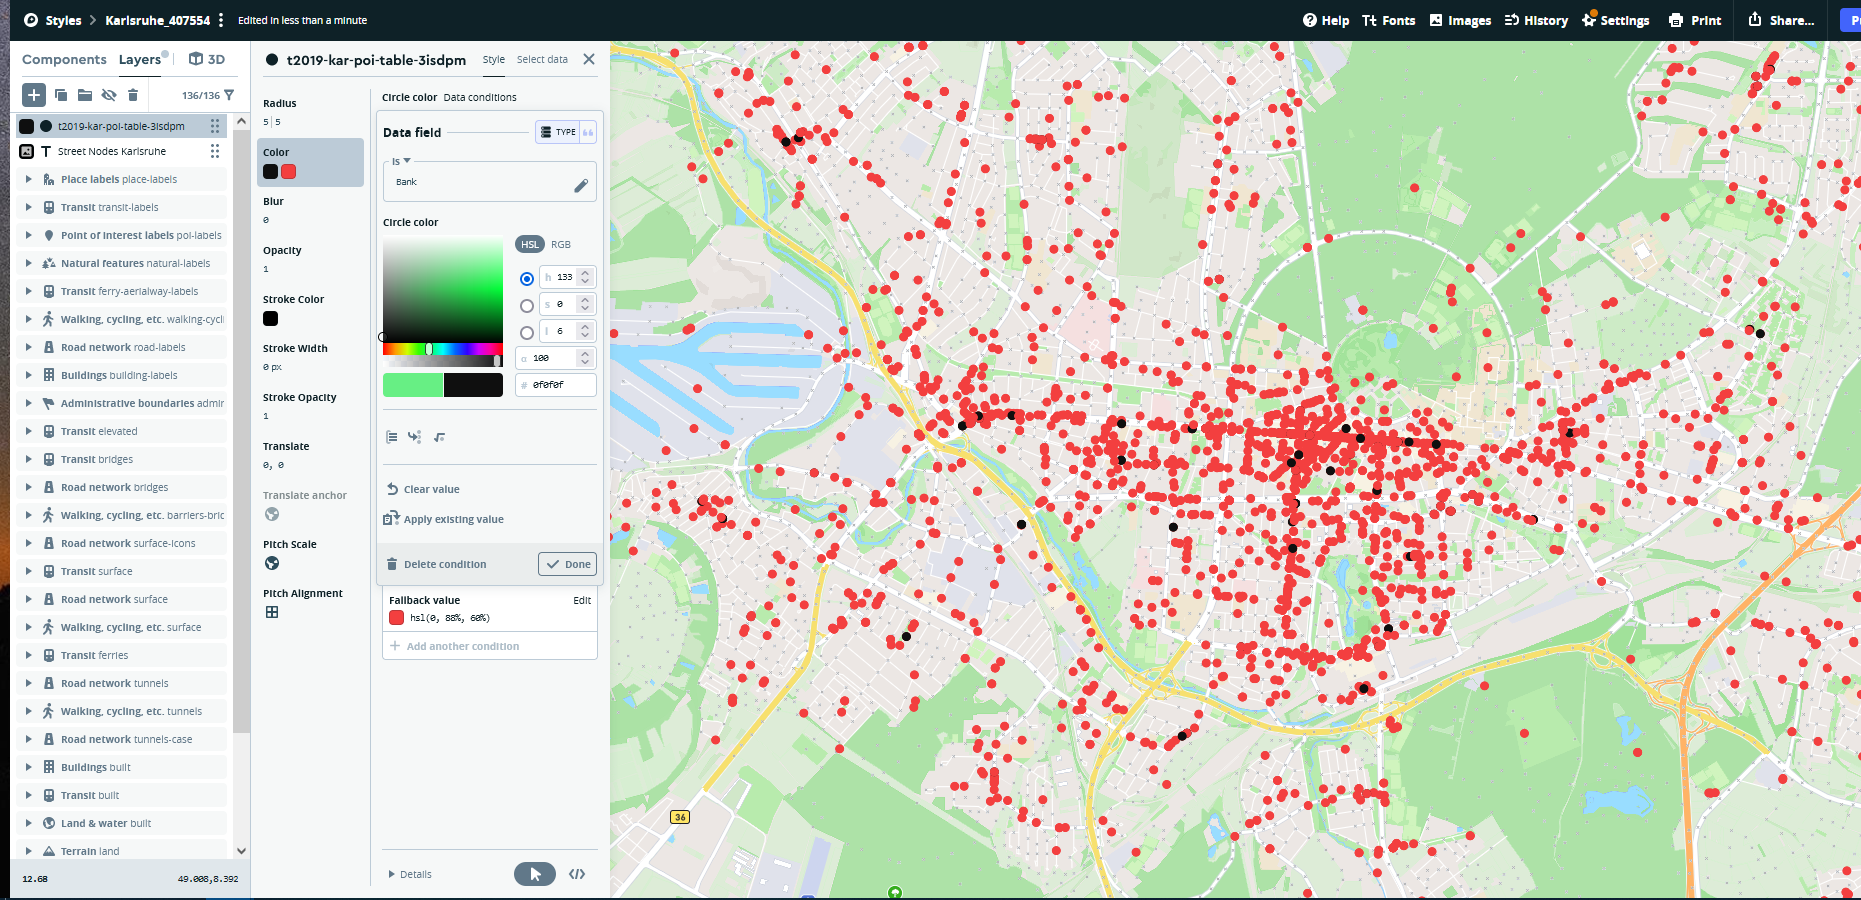 Styles > Karlsruhe_407554 Edited in less than a minute Help Fonts Images History Settings Print Share...
Components Layers 3D
136/136
t2019-kar-poi-table-3isdpm
Street Nodes Karlsruhe
Place labels place-labels
Transit transit-labels
Point of interest labels poi-labels
Natural features natural-labels
Transit ferry-aerialway-labels
Walking, cycling, etc. walking-cycli
Road network road-labels
Buildings building-labels
Administrative boundaries admir
Transit elevated
Transit bridges
Road network bridges
Walking, cycling, etc. barriers-bric
Road network surface-icons
Transit surface
Road network surface
Walking, cycling, etc. surface
Transit ferries
Road network tunnels
Walking, cycling, etc. tunnels
Road network tunnels-case
Buildings built
Transit built
Land & water built
Terrain land
12.68 49.008,8.392
t2019-kar-poi-table-3isdpm Style Select data
Radius
5 | 5
Color
Blur
0
Opacity
1
Stroke Color
Stroke Width
0 px
Stroke Opacity
1
Translate
0, 0
Translate anchor
Pitch Scale
Pitch Alignment
Circle color Data conditions
Data field TYPE
is
Bank
Circle color
HSL RGB
h 133
s 0
l 6
α 100
# 0f0f0f
Clear value
Apply existing value
Delete condition Done
Fallback value Edit
hsl(0, 88%, 60%)
+ Add another condition
Details </>
36